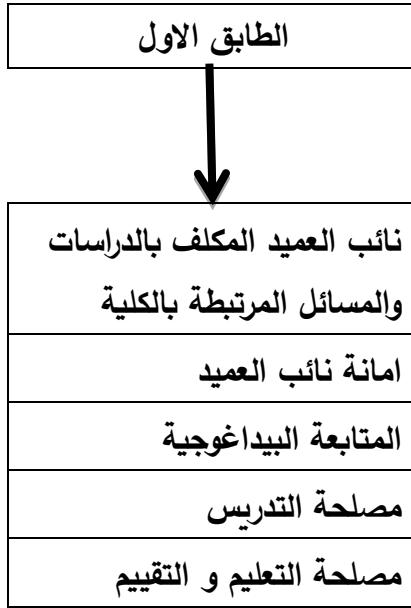 الطابق الاول
نائب العميد المكلف بالدراسات
والمسائل المرتبطة بالكلية
امانة نائب العميد
المتابعة البيداغوجية
مصلحة التدريس
مصلحة التعليم و التقييم